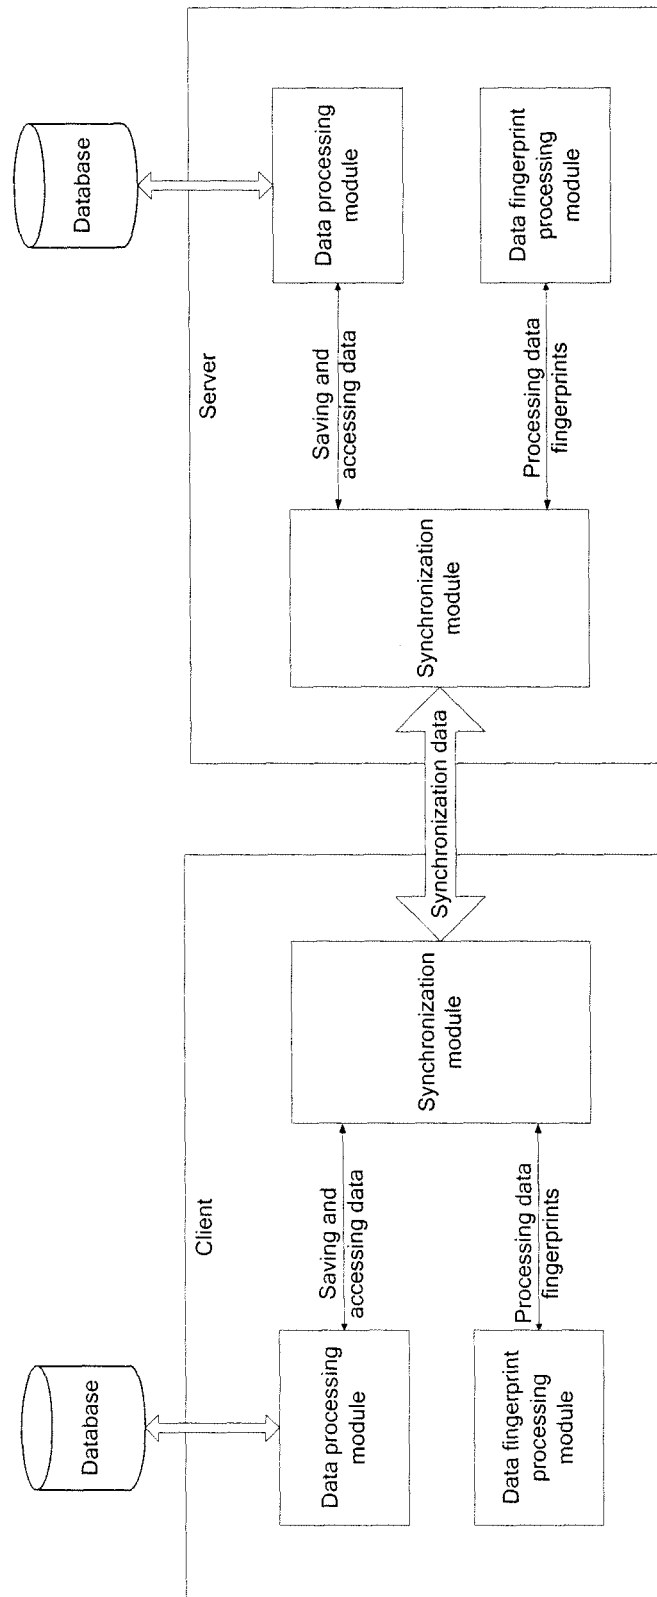 Database
Client
Data processing
module
Saving and
accessing data
Data fingerprint
processing
module
Processing data
fingerprints
Synchronization
module
Synchronization data
Database
Server
Synchronization
module
Saving and
accessing data
Data processing
module
Processing data
fingerprints
Data fingerprint
processing
module